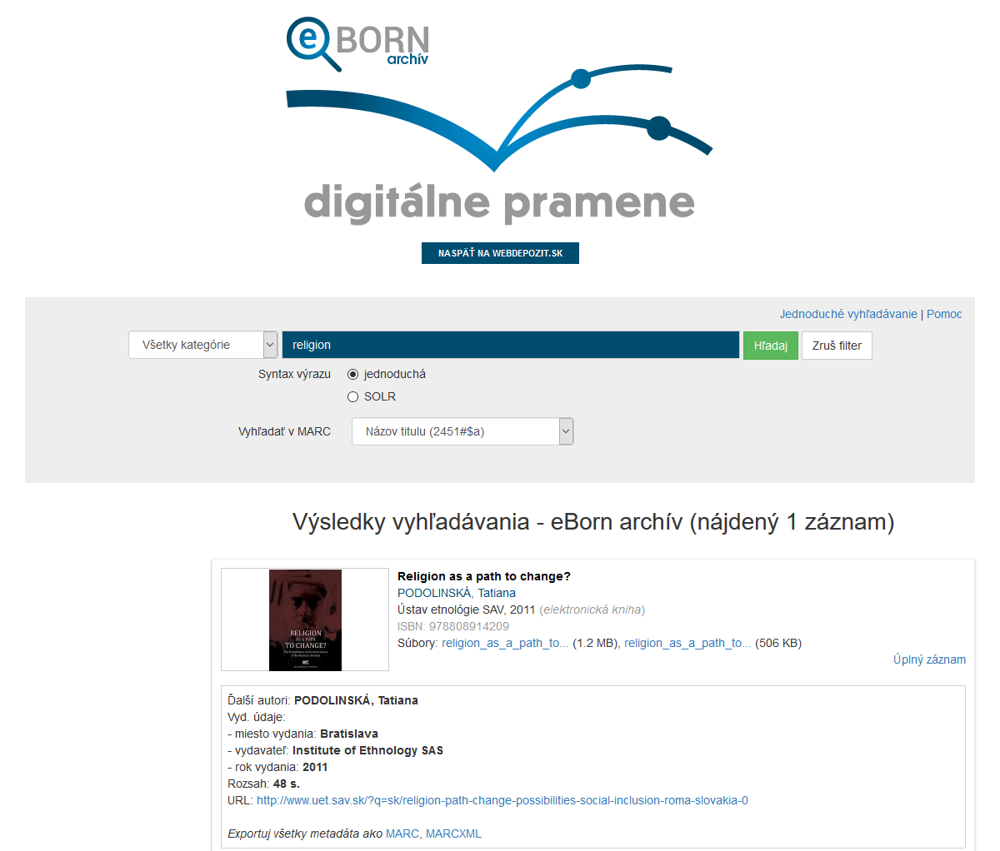 e BORN
archív
digitálne pramene
NASPÄŤ NA WEBDEPOZIT.SK
Jednoduché vyhľadávanie | Pomoc
Všetky kategórie religion Hľadaj Zruš filter
Syntax výrazu jednoduchá
SOLR
Vyhľadať v MARC Názov titulu (2451#$a)
Výsledky vyhľadávania - eBorn archív (nájdený 1 záznam)
RELIGION
AS A PATH
TO CHANGE?
Religion as a path to change?
PODOLINSKÁ, Tatiana
Ústav etnológie SAV, 2011 (elektronická kniha)
ISBN: 978808914209
Súbory: religion_as_a_path_to... (1.2 MB), religion_as_a_path_to... (506 KB)
Úplný záznam
Ďalší autori: PODOLINSKÁ, Tatiana
Vyd. údaje:
- miesto vydania: Bratislava
- vydavateľ: Institute of Ethnology SAS
- rok vydania: 2011
Rozsah: 48 s.
URL: http://www.uet.sav.sk/?q=sk/religion-path-change-possibilities-social-inclusion-roma-slovakia-0
Exportuj všetky metadáta ako MARC, MARCXML